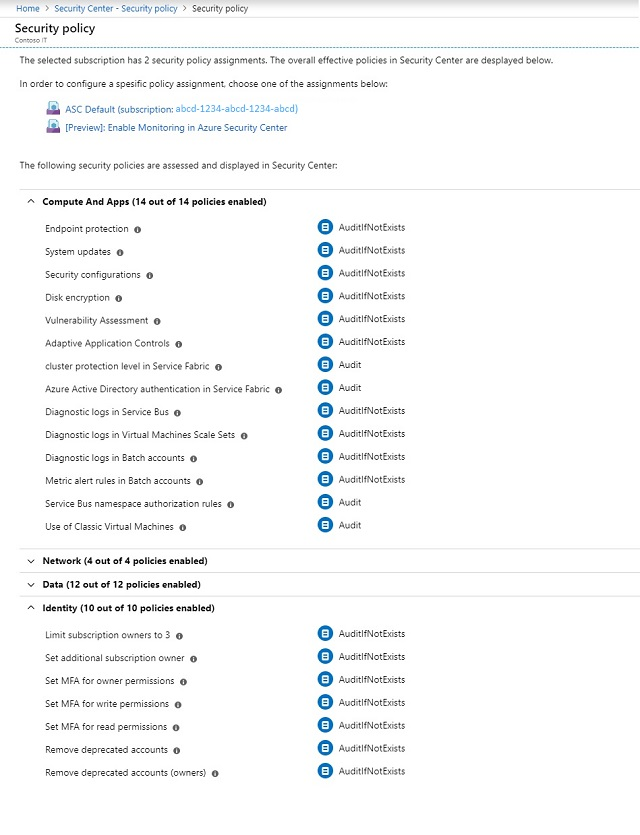 Home > Security Center - Security policy > Security policy
Security policy
Contoso IT
The selected subscription has 2 security policy assignments. The overall effective policies in Security Center are desplayed below.
In order to configure a spesific policy assignment, choose one of the assignments below:
ASC Default (subscription: abcd-1234-abcd-1234-abcd)
[Preview]: Enable Monitoring in Azure Security Center
The following security policies are assessed and displayed in Security Center:
Compute And Apps (14 out of 14 policies enabled)
Endpoint protection AuditIfNotExists
System updates AuditIfNotExists
Security configurations AuditIfNotExists
Disk encryption AuditIfNotExists
Vulnerability Assessment AuditIfNotExists
Adaptive Application Controls AuditIfNotExists
cluster protection level in Service Fabric Audit
Azure Active Directory authentication in Service Fabric Audit
Diagnostic logs in Service Bus AuditIfNotExists
Diagnostic logs in Virtual Machines Scale Sets AuditIfNotExists
Diagnostic logs in Batch accounts AuditIfNotExists
Metric alert rules in Batch accounts AuditIfNotExists
Service Bus namespace authorization rules Audit
Use of Classic Virtual Machines Audit
Network (4 out of 4 policies enabled)
Data (12 out of 12 policies enabled)
Identity (10 out of 10 policies enabled)
Limit subscription owners to 3 AuditIfNotExists
Set additional subscription owner AuditIfNotExists
Set MFA for owner permissions AuditIfNotExists
Set MFA for write permissions AuditIfNotExists
Set MFA for read permissions AuditIfNotExists
Remove deprecated accounts AuditIfNotExists
Remove deprecated accounts (owners) AuditIfNotExists